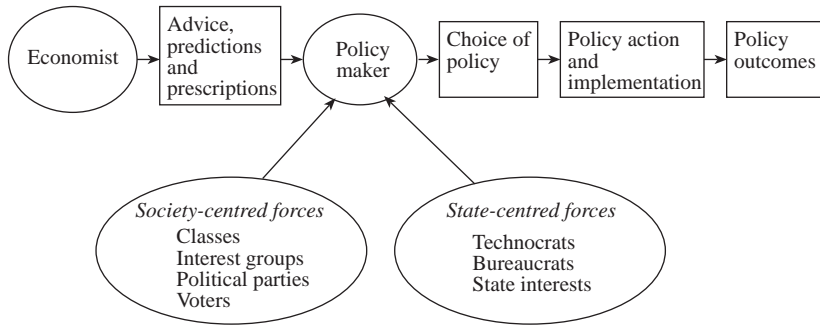 Economist
Advice,
predictions
and
prescriptions
Policy
maker
Choice of
policy
Policy action
and
implementation
Policy
outcomes
Society-centred forces
Classes
Interest groups
Political parties
Voters
State-centred forces
Technocrats
Bureaucrats
State interests